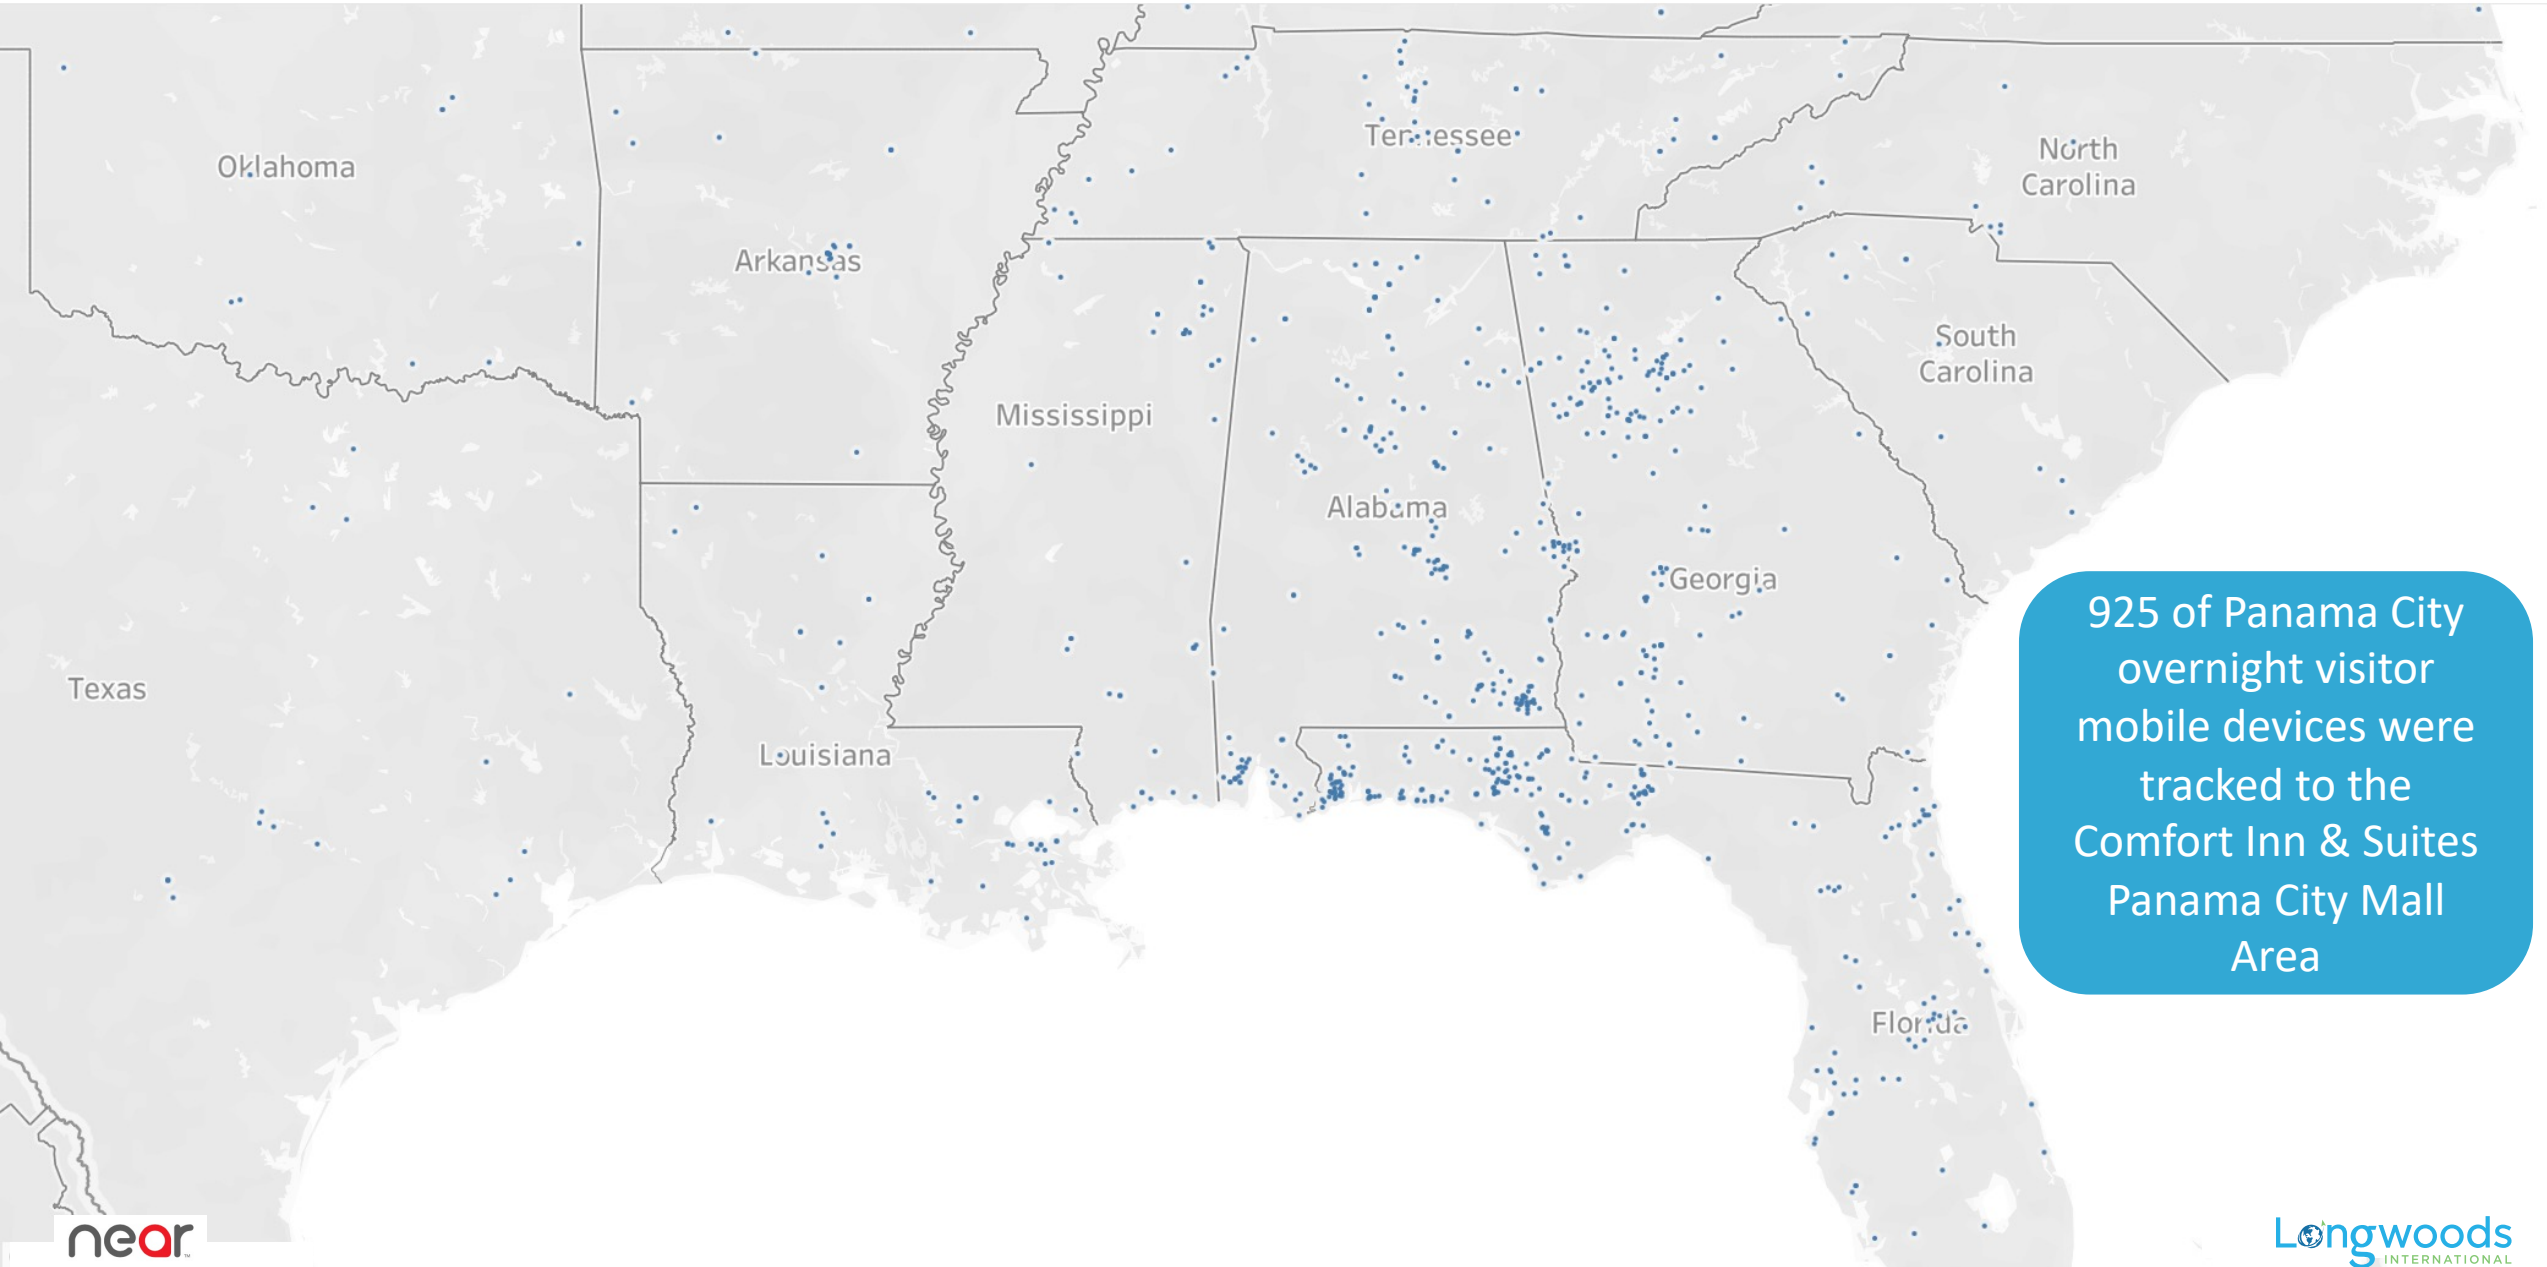 Tennessee
North
Carolina
Oklahoma
Arkansas
South
Carolina
Mississippi
Alabama
Georgia
Texas
Louisiana
Florida
925 of Panama City
overnight visitor
mobile devices were
tracked to the
Comfort Inn & Suites
Panama City Mall
Area
near
Longwoods
INTERNATIONAL